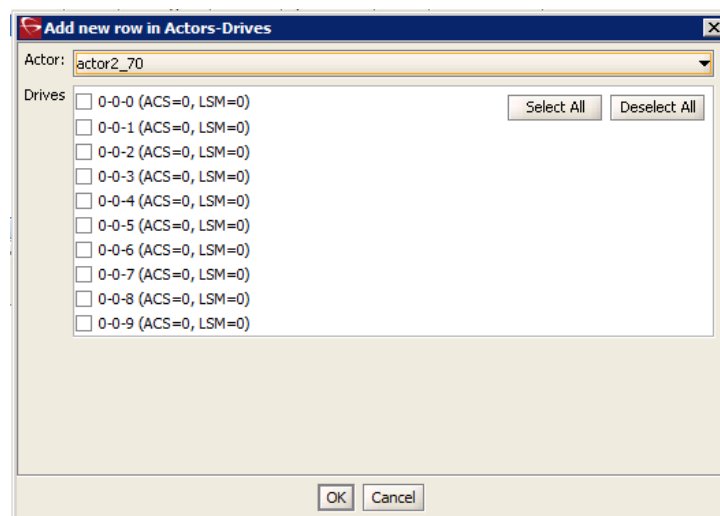 Add new row in Actors-Drives
Actor: actor2_70
Drives
0-0-0 (ACS=0, LSM=0)
Select All
Deselect All
0-0-1 (ACS=0, LSM=0)
0-0-2 (ACS=0, LSM=0)
0-0-3 (ACS=0, LSM=0)
0-0-4 (ACS=0, LSM=0)
0-0-5 (ACS=0, LSM=0)
0-0-6 (ACS=0, LSM=0)
0-0-7 (ACS=0, LSM=0)
0-0-8 (ACS=0, LSM=0)
0-0-9 (ACS=0, LSM=0)
OK
Cancel